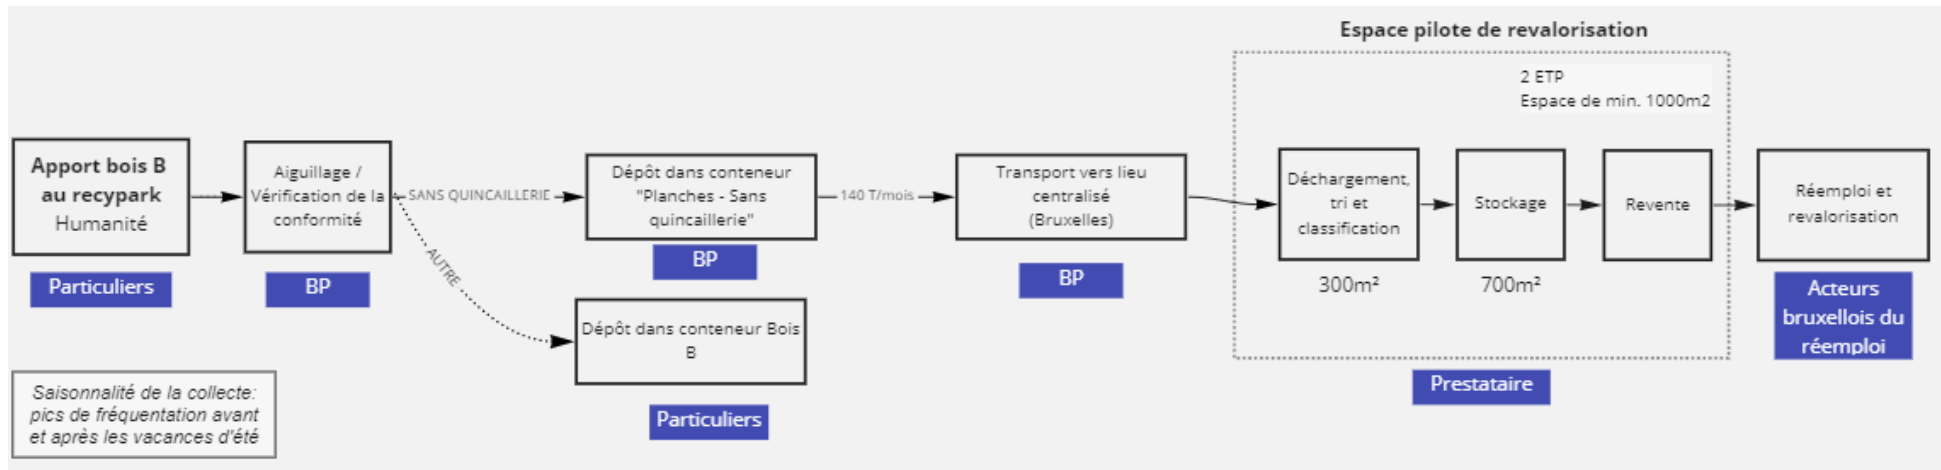 Espace pilote de revalorisation
2 ETP
Espace de min. 1000m2
Apport bois B
au recypark
Humanité
Particuliers
Aiguillage /
Vérification de la
conformité
BP
SANS QUINCAILLERIE
AUTRE
Dépôt dans conteneur
"Planches - Sans
quincaillerie"
BP
Dépôt dans conteneur Bois
B
Particuliers
140 T/mois
Transport vers lieu
centralisé
(Bruxelles)
BP
Déchargement,
tri et
classification
300m²
Stockage
700m²
Revente
Prestataire
Réemploi et
revalorisation
Acteurs
bruxellois du
réemploi
Saisonnalité de la collecte:
pics de fréquentation avant
et après les vacances d'été